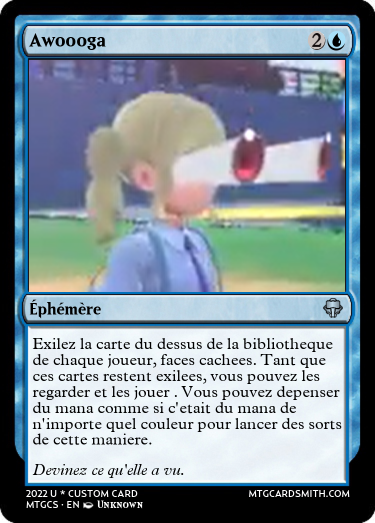 Awoooga 2
Éphémère
Exilez la carte du dessus de la bibliotheque
de chaque joueur, faces cachees. Tant que
ces cartes restent exilees, vous pouvez les
regarder et les jouer . Vous pouvez depenser
du mana comme si c'etait du mana de
n'importe quel couleur pour lancer des sorts
de cette maniere.
Devinez ce qu'elle a vu.
2022 U * CUSTOM CARD MTGCARDSMITH.COM
MTGCS · EN Unknown